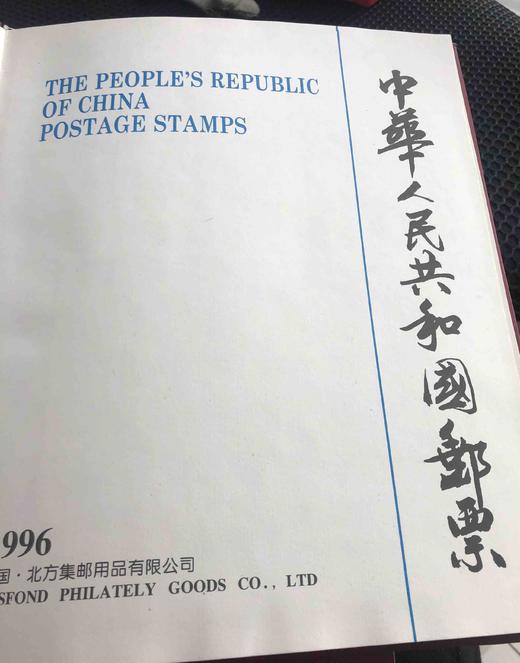 THE PEOPLE'S REPUBLIC
OF CHINA
POSTAGE STAMPS
中華人民共和國郵票
1996
国·北方集邮用品有限公司
SFOND PHILATELY GOODS CO., LTD